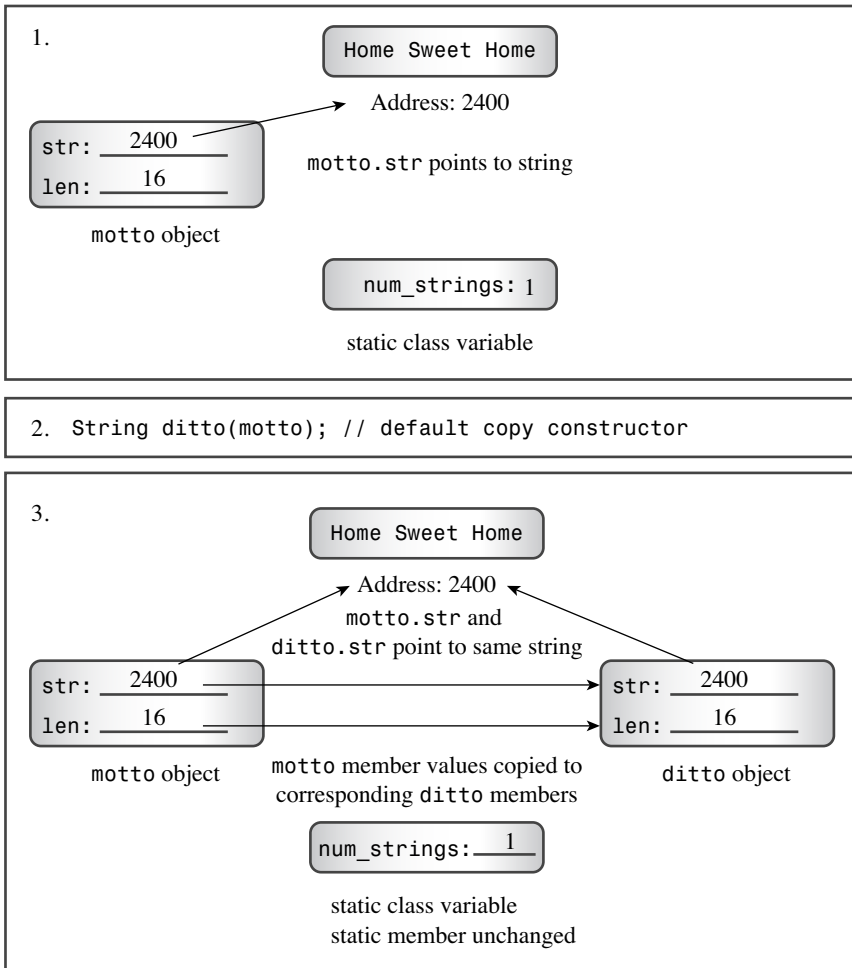 1.
Home Sweet Home
Address: 2400
str: 2400
len: 16
motto.str points to string
motto object
num_strings: 1
static class variable
2. String ditto(motto); // default copy constructor
3.
Home Sweet Home
Address: 2400
motto.str and
ditto.str point to same string
str: 2400
len: 16
str: 2400
len: 16
motto object
motto member values copied to
corresponding ditto members
ditto object
num_strings: 1
static class variable
static member unchanged